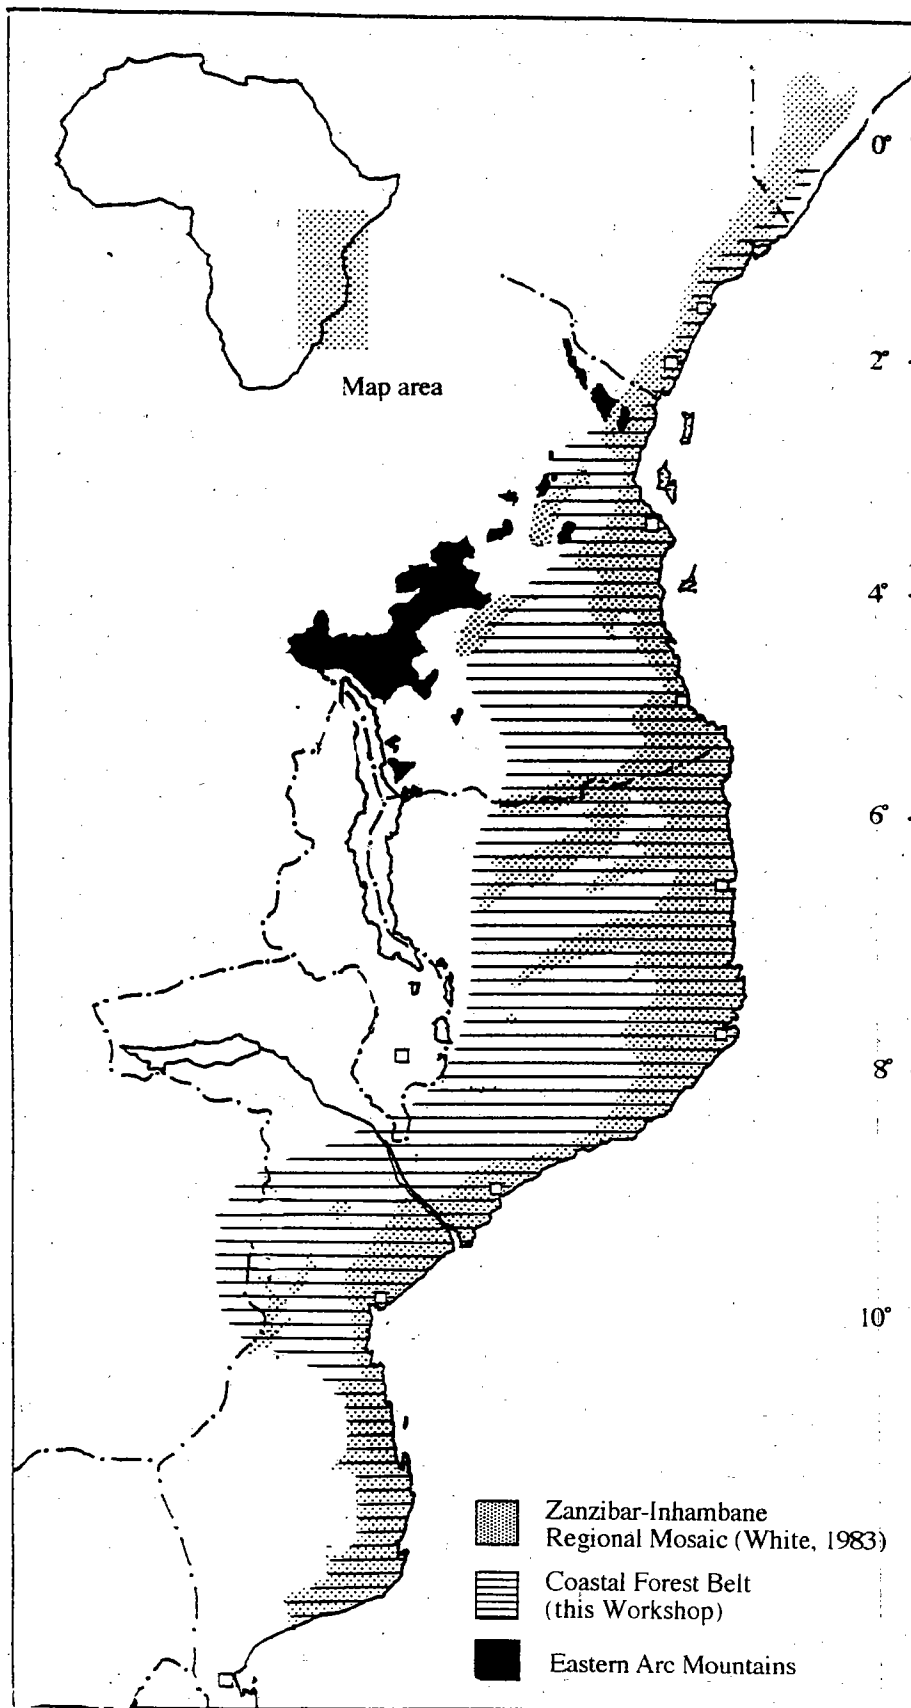 0°
2°
Map area
4°
6°
8°
10°
Zanzibar-Inhambane
Regional Mosaic (White, 1983)
Coastal Forest Belt
(this Workshop)
Eastern Arc Mountains